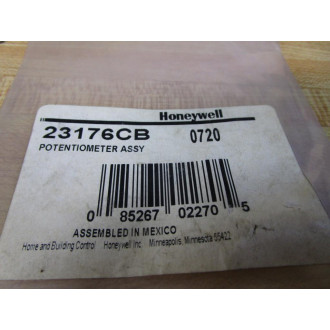 Honeywell
23176CB 0720
POTENTIOMETER ASSY
0 85267 02270 5
ASSEMBLED IN MEXICO
Home and Building Control Honeywell Inc. Minneapolis, Minnesota 55422